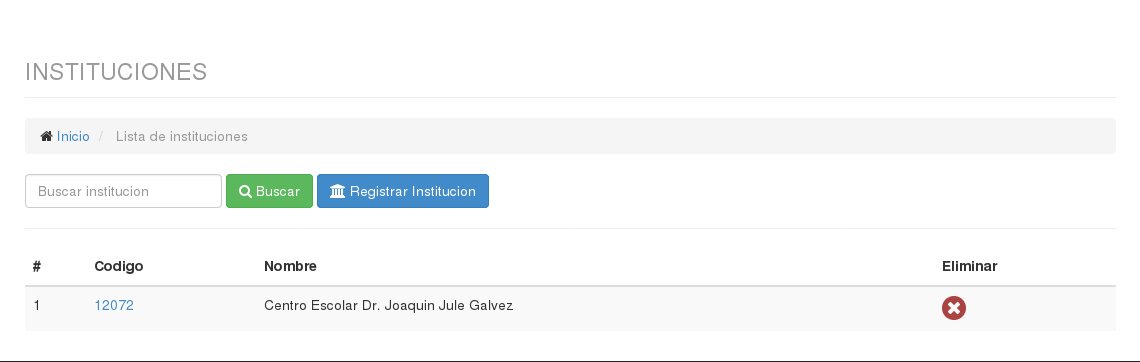 INSTITUCIONES
Inicio / Lista de instituciones
Buscar institucion Buscar Registrar Institucion
# Codigo Nombre Eliminar
1 12072 Centro Escolar Dr. Joaquin Jule Galvez